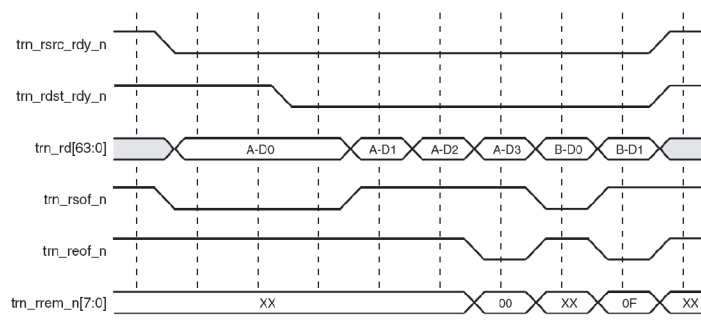 trn_rsrc_rdy_n
trn_rdst_rdy_n
trn_rd[63:0] A-D0 A-D1 A-D2 A-D3 B-D0 B-D1
trn_rsof_n
trn_reof_n
trn_rrem_n[7:0] XX 00 XX 0F XX